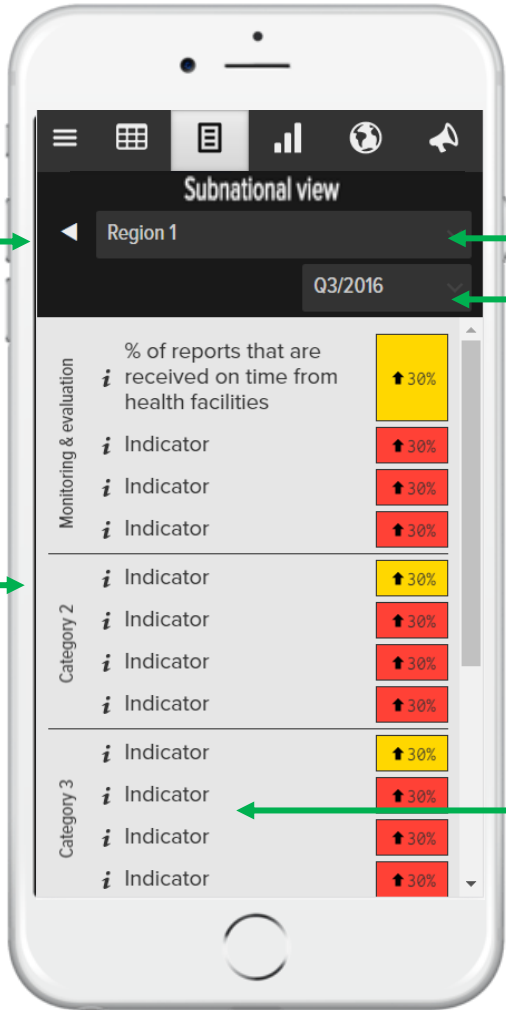 Subnational view
Region 1
Q3/2016
Monitoring & evaluation
i % of reports that are
received on time from
health facilities
30%
i Indicator 30%
i Indicator 30%
i Indicator 30%
Category 2
i Indicator 30%
i Indicator 30%
i Indicator 30%
i Indicator 30%
Category 3
i Indicator 30%
i Indicator 30%
i Indicator 30%
i Indicator 30%